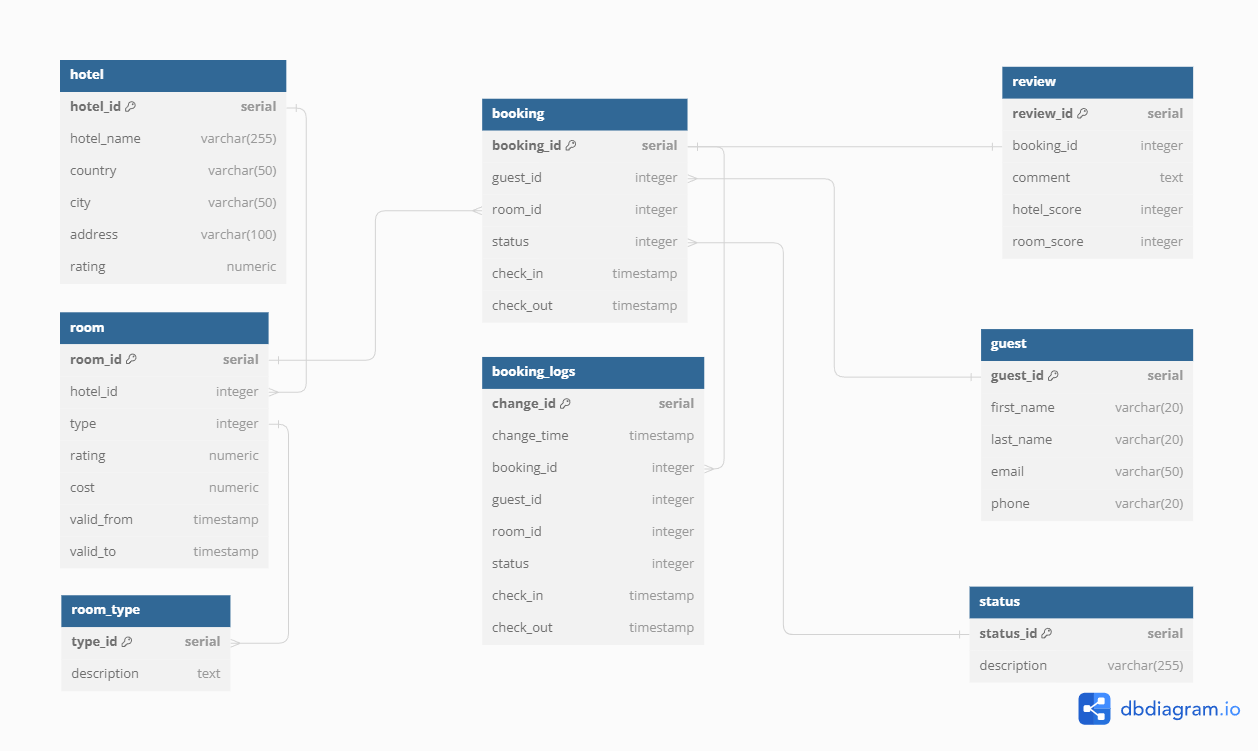 hotel
hotel_id serial
hotel_name varchar(255)
country varchar(50)
city varchar(50)
address varchar(100)
rating numeric
room
room_id serial
hotel_id integer
type integer
rating numeric
cost numeric
valid_from timestamp
valid_to timestamp
room_type
type_id serial
description text
booking
booking_id serial
guest_id integer
room_id integer
status integer
check_in timestamp
check_out timestamp
booking_logs
change_id serial
change_time timestamp
booking_id integer
guest_id integer
room_id integer
status integer
check_in timestamp
check_out timestamp
review
review_id serial
booking_id integer
comment text
hotel_score integer
room_score integer
guest
guest_id serial
first_name varchar(20)
last_name varchar(20)
email varchar(50)
phone varchar(20)
status
status_id serial
description varchar(255)
dbdiagram.io